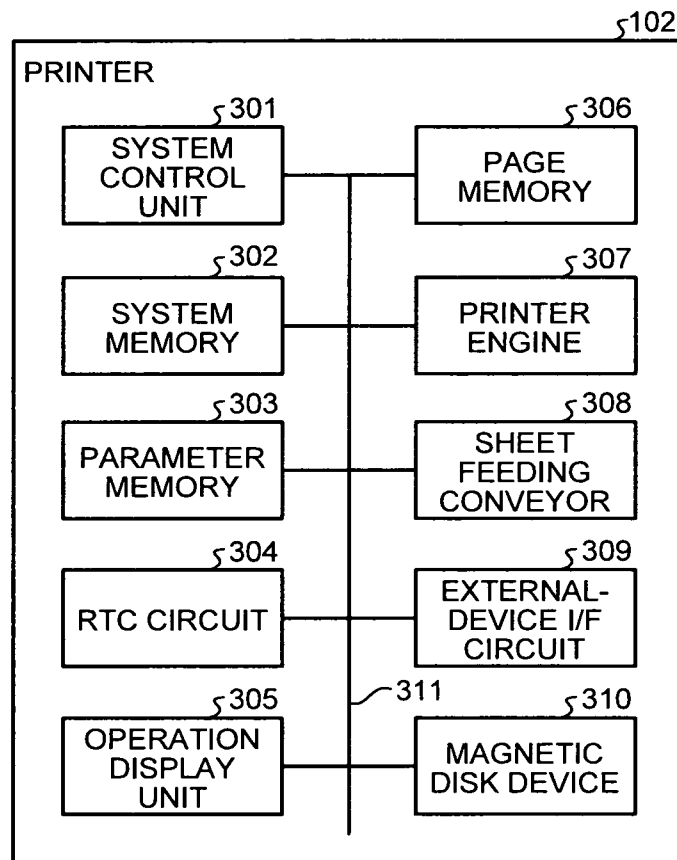 102
PRINTER
301
SYSTEM
CONTROL
UNIT
306
PAGE
MEMORY
302
SYSTEM
MEMORY
307
PRINTER
ENGINE
303
PARAMETER
MEMORY
308
SHEET
FEEDING
CONVEYOR
304
RTC CIRCUIT
309
EXTERNAL-
DEVICE I/F
CIRCUIT
311
305
OPERATION
DISPLAY
UNIT
310
MAGNETIC
DISK DEVICE